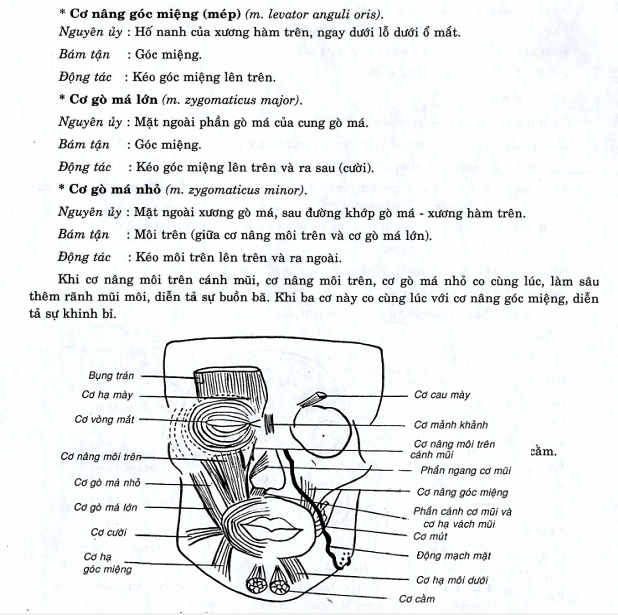 * Cơ nâng góc miệng (mép) (m. levator anguli oris).
Nguyên ủy : Hố nanh của xương hàm trên, ngay dưới lỗ dưới ổ mắt.
Bám tận : Góc miệng.
Động tác : Kéo góc miệng lên trên.
* Cơ gò má lớn (m. zygomaticus major).
Nguyên ủy : Mặt ngoài phần gò má của cung gò má.
Bám tận : Góc miệng.
Động tác : Kéo góc miệng lên trên và ra sau (cười).
* Cơ gò má nhỏ (m. zygomaticus minor).
Nguyên ủy : Mặt ngoài xương gò má, sau đường khớp gò má - xương hàm trên.
Bám tận : Môi trên (giữa cơ nâng môi trên và cơ gò má lớn).
Động tác : Kéo môi trên lên trên và ra ngoài.
Khi cơ nâng môi trên cánh mũi, cơ nâng môi trên, cơ gò má nhỏ co cùng lúc, làm sâu
thêm rãnh mũi môi, diễn tả sự buồn bã. Khi ba cơ này co cùng lúc với cơ nâng góc miệng, diễn
tả sự khinh bỉ.
Bụng trán
Cơ hạ mày
Cơ vòng mắt
Cơ nâng môi trên
Cơ gò má nhỏ
Cơ gò má lớn
Cơ cười
Cơ hạ
góc miệng
Cơ cau mày
Cơ mảnh khảnh
Cơ nâng môi trên
cánh mũi
Phần ngang cơ mũi
Cơ nâng góc miệng
Phần cánh cơ mũi và
cơ hạ vách mũi
Cơ mút
Động mạch mặt
Cơ hạ môi dưới
Cơ cằm
cằm.